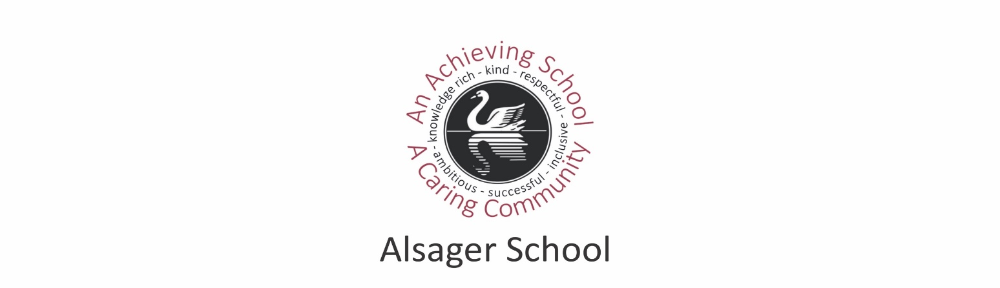 An Achieving School
- knowledge rich - kind - respectful - inclusive - successful - ambitious
A Caring Community
Alsager School